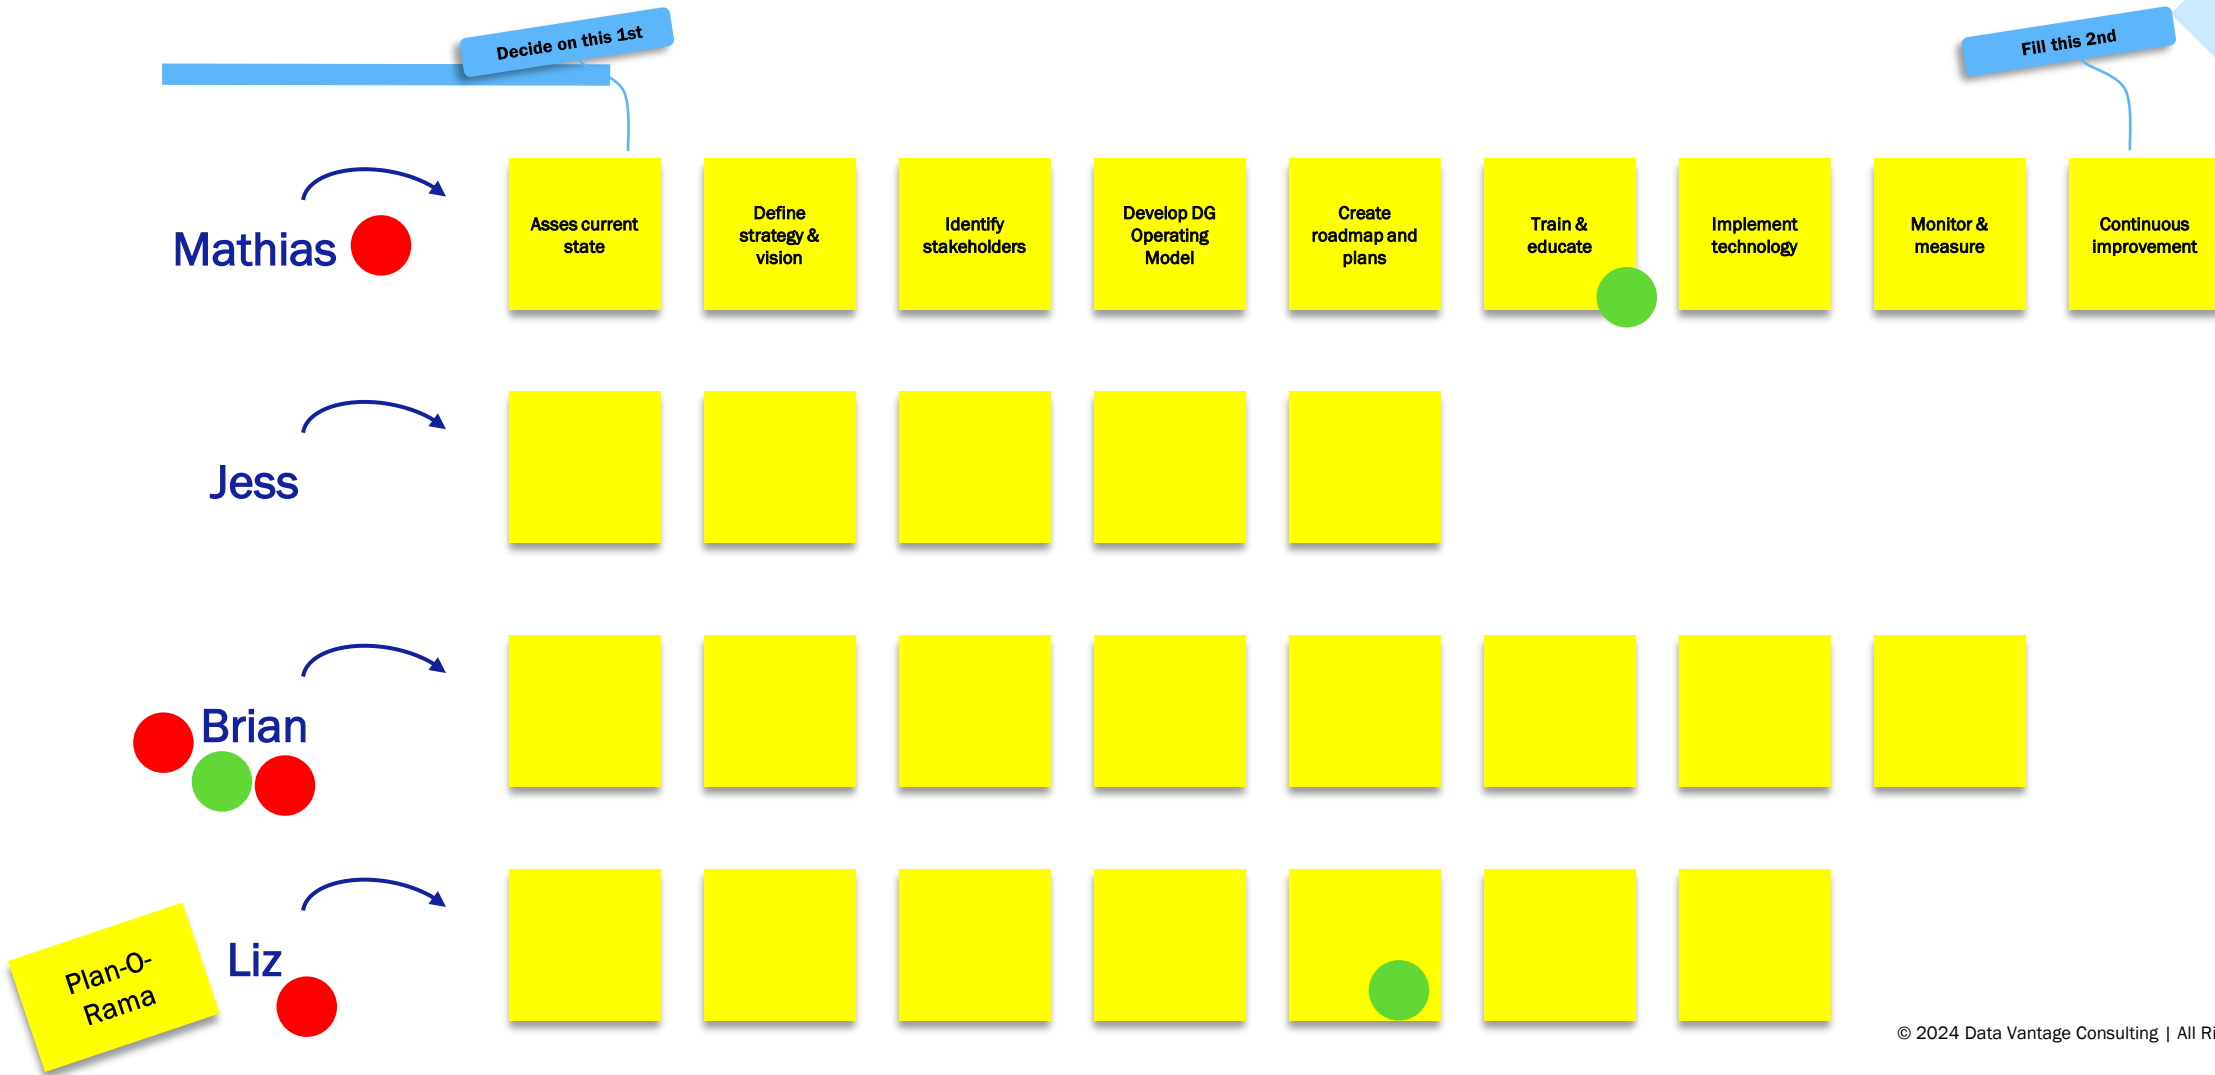 Decide on this 1st
Fill this 2nd
Mathias
Asses current
state
Define
strategy &
vision
Identify
stakeholders
Develop DG
Operating
Model
Create
roadmap and
plans
Train &
educate
Implement
technology
Monitor &
measure
Continuous
improvement
Jess
Brian
Liz
Plan-O-
Rama
© 2024 Data Vantage Consulting | All Ri